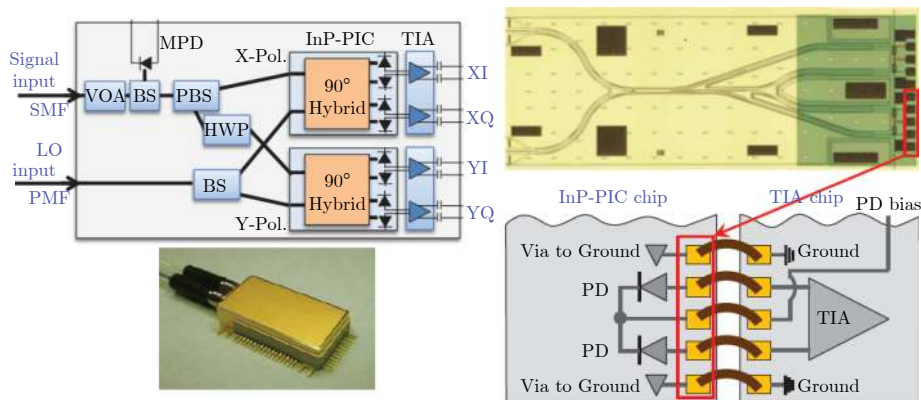 MPD
InP-PIC
TIA
Signal
input
X-Pol.
XI
VOA
BS
PBS
90°
Hybrid
SMF
XQ
HWP
LO
input
YI
BS
90°
Hybrid
PMF
YQ
Y-Pol.
InP-PIC chip
TIA chip
PD bias
Via to Ground
Ground
PD
TIA
PD
Via to Ground
Ground